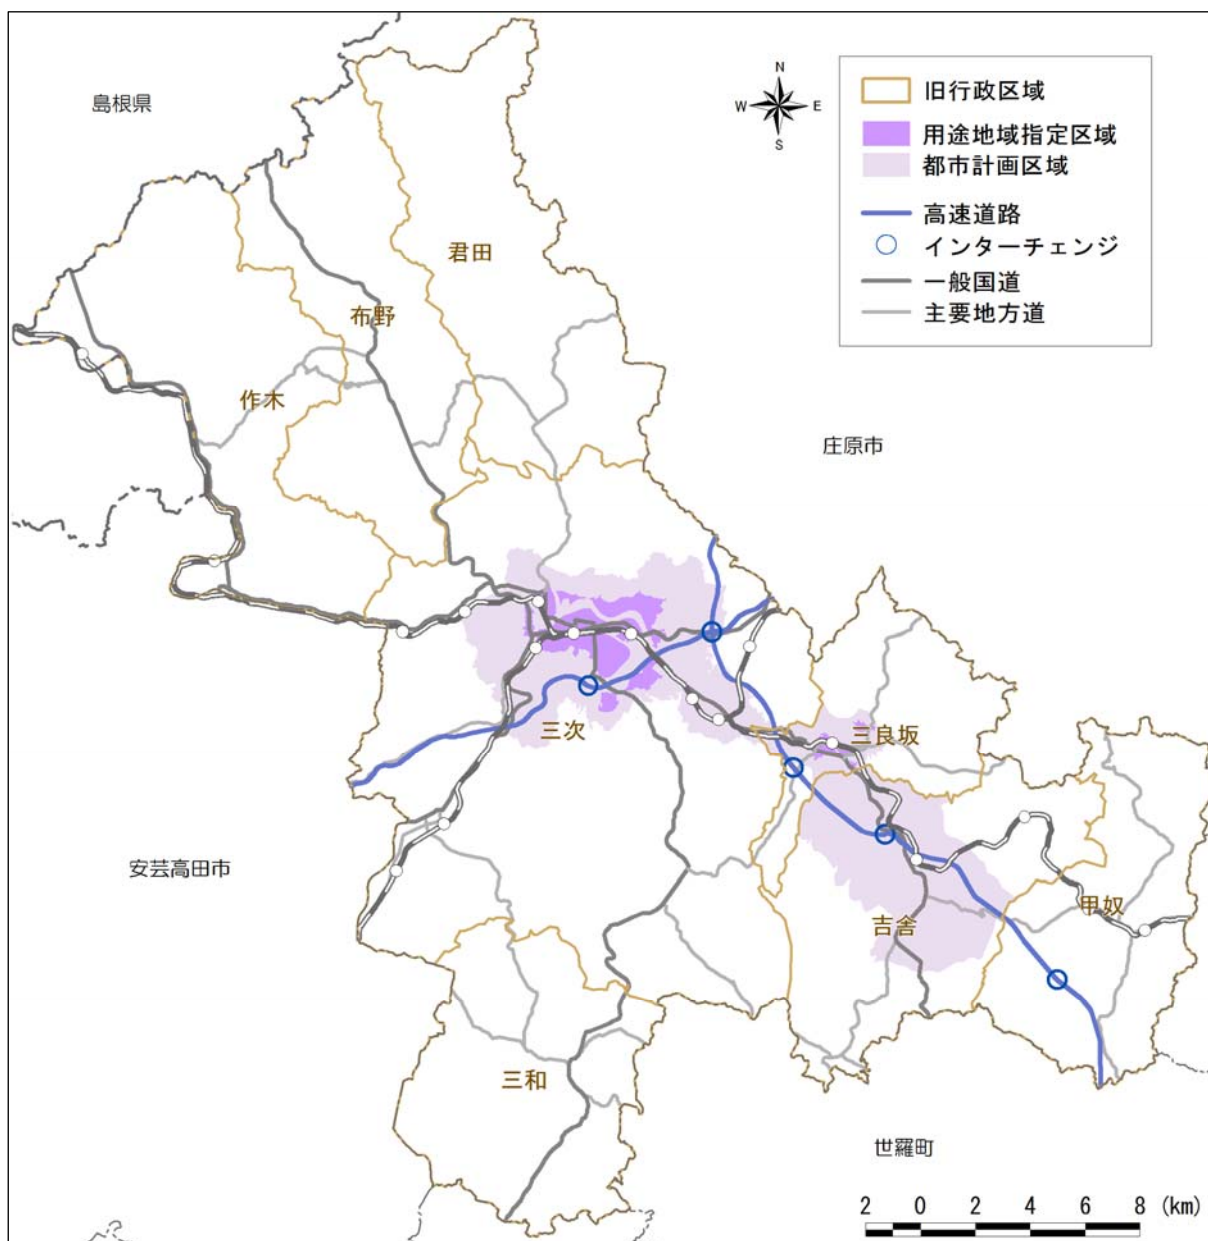 島根県
N
W
E
S
旧行政区域
用途地域指定区域
都市計画区域
高速道路
インターチェンジ
一般国道
主要地方道
君田
布野
作木
庄原市
三次
三良坂
安芸高田市
甲奴
吉舎
三和
世羅町
2 0 2 4 6 8 (km)